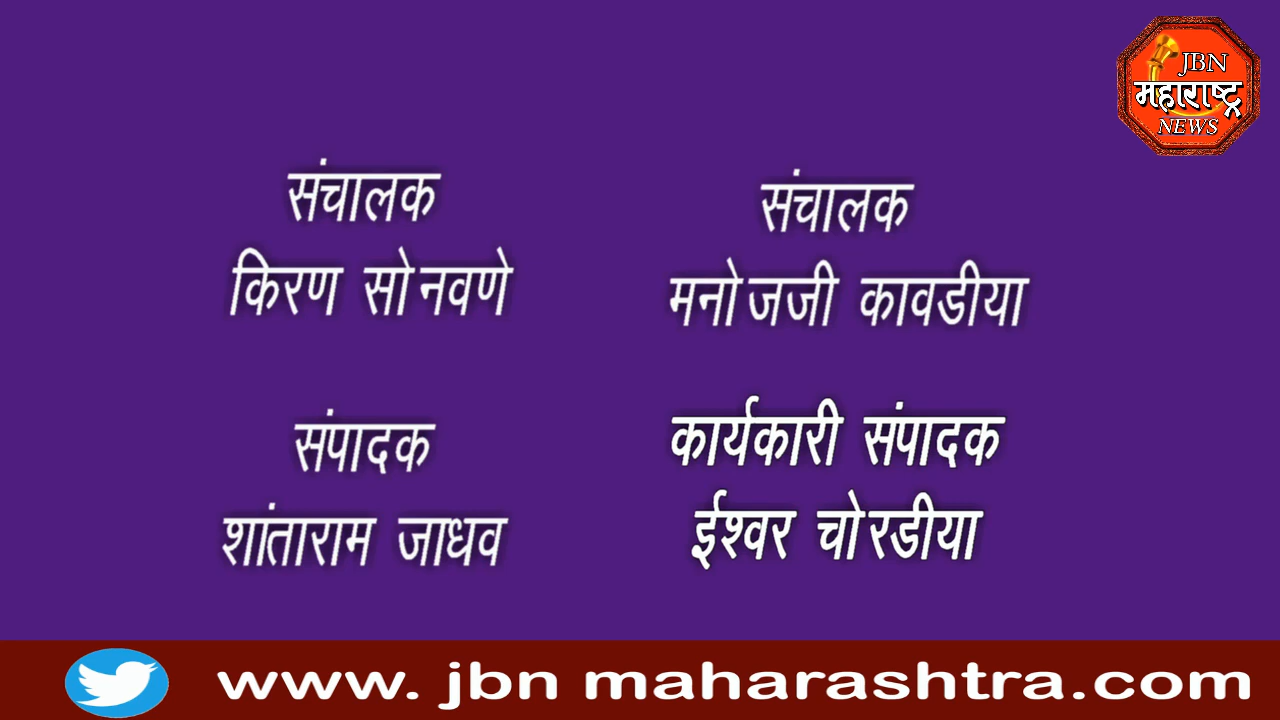 JBN
महाराष्ट्र
NEWS
संचालक
किरण सोनवणे
संचालक
मनोजजी कावडीया
संपादक
शांताराम जाधव
कार्यकारी संपादक
ईश्वर चोरडीया
www. jbn maharashtra.com